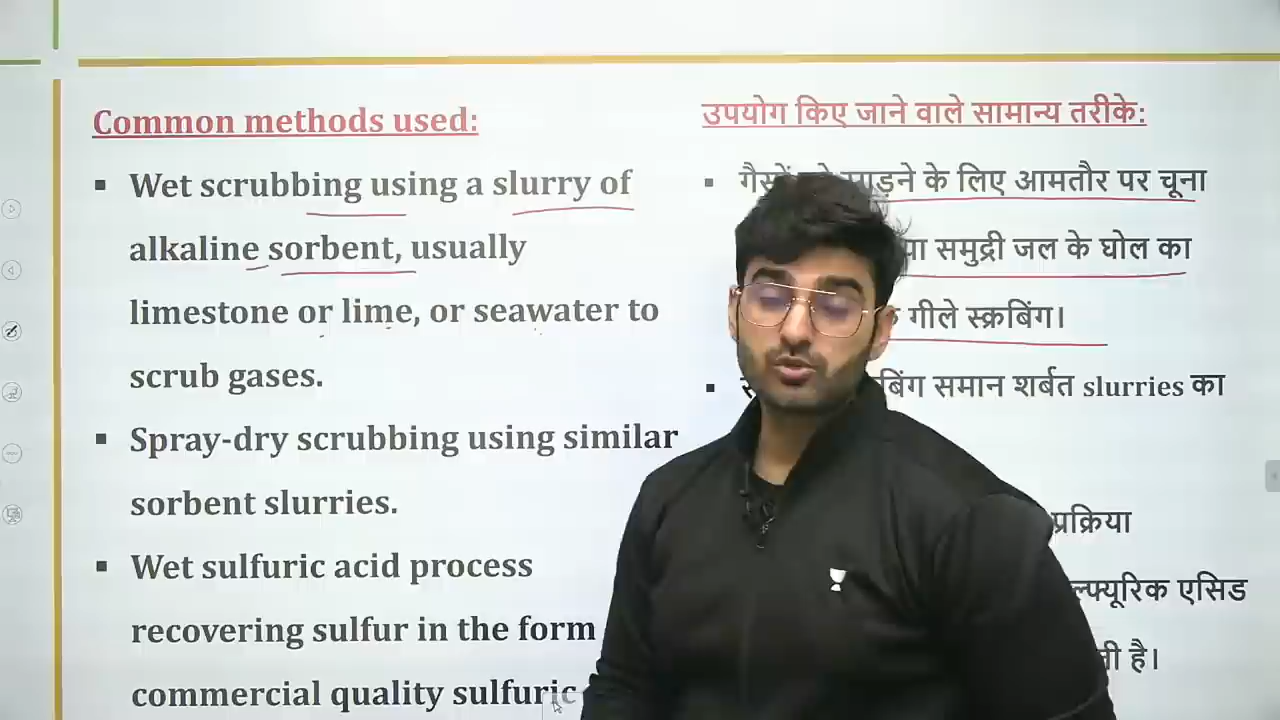 Common methods used:
▪ Wet scrubbing using a slurry of
alkaline sorbent, usually
limestone or lime, or seawater to
scrub gases.
▪ Spray-dry scrubbing using similar
sorbent slurries.
▪ Wet sulfuric acid process
recovering sulfur in the form
commercial quality sulfuric
उपयोग किए जाने वाले सामान्य तरीके:
के लिए आमतौर पर चूना
समुद्री जल के घोल का
गीले स्क्रबिंग।
समान शर्बत slurries का
प्रक्रिया
एसिड
है।